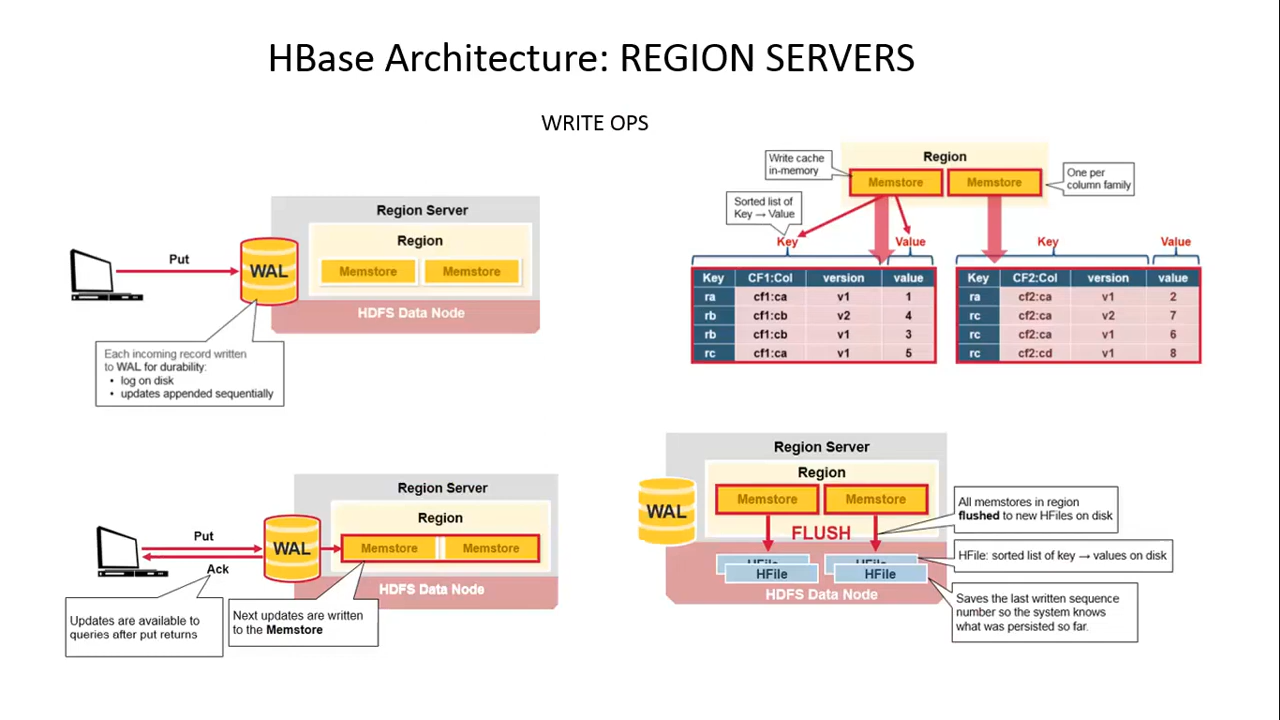 HBase Architecture: REGION SERVERS
WRITE OPS
Region Server
Region
Memstore Memstore
Put
WAL
HDFS Data Node
Each incoming record written
to WAL for durability:
• log on disk
• updates appended sequentially
Write cache
in-memory
Region
Memstore Memstore
One per
column family
Sorted list of
Key → Value
Key Value Key Value
Key CF1:Col version value
ra cf1:ca v1 1
rb cf1:cb v2 4
rb cf1:cb v1 3
rc cf1:ca v1 5
Key CF2:Col version value
ra cf2:ca v1 2
rc cf2:ca v2 7
rc cf2:ca v1 6
rc cf2:cd v1 8
Region Server
Region
Put
WAL
Memstore Memstore
Ack
HDFS Data Node
Updates are available to
queries after put returns
Next updates are written
to the Memstore
Region Server
Region
Memstore Memstore
WAL
FLUSH
HFile HFile
HFile HFile
HDFS Data Node
All memstores in region
flushed to new HFiles on disk
HFile: sorted list of key → values on disk
Saves the last written sequence
number so the system knows
what was persisted so far.